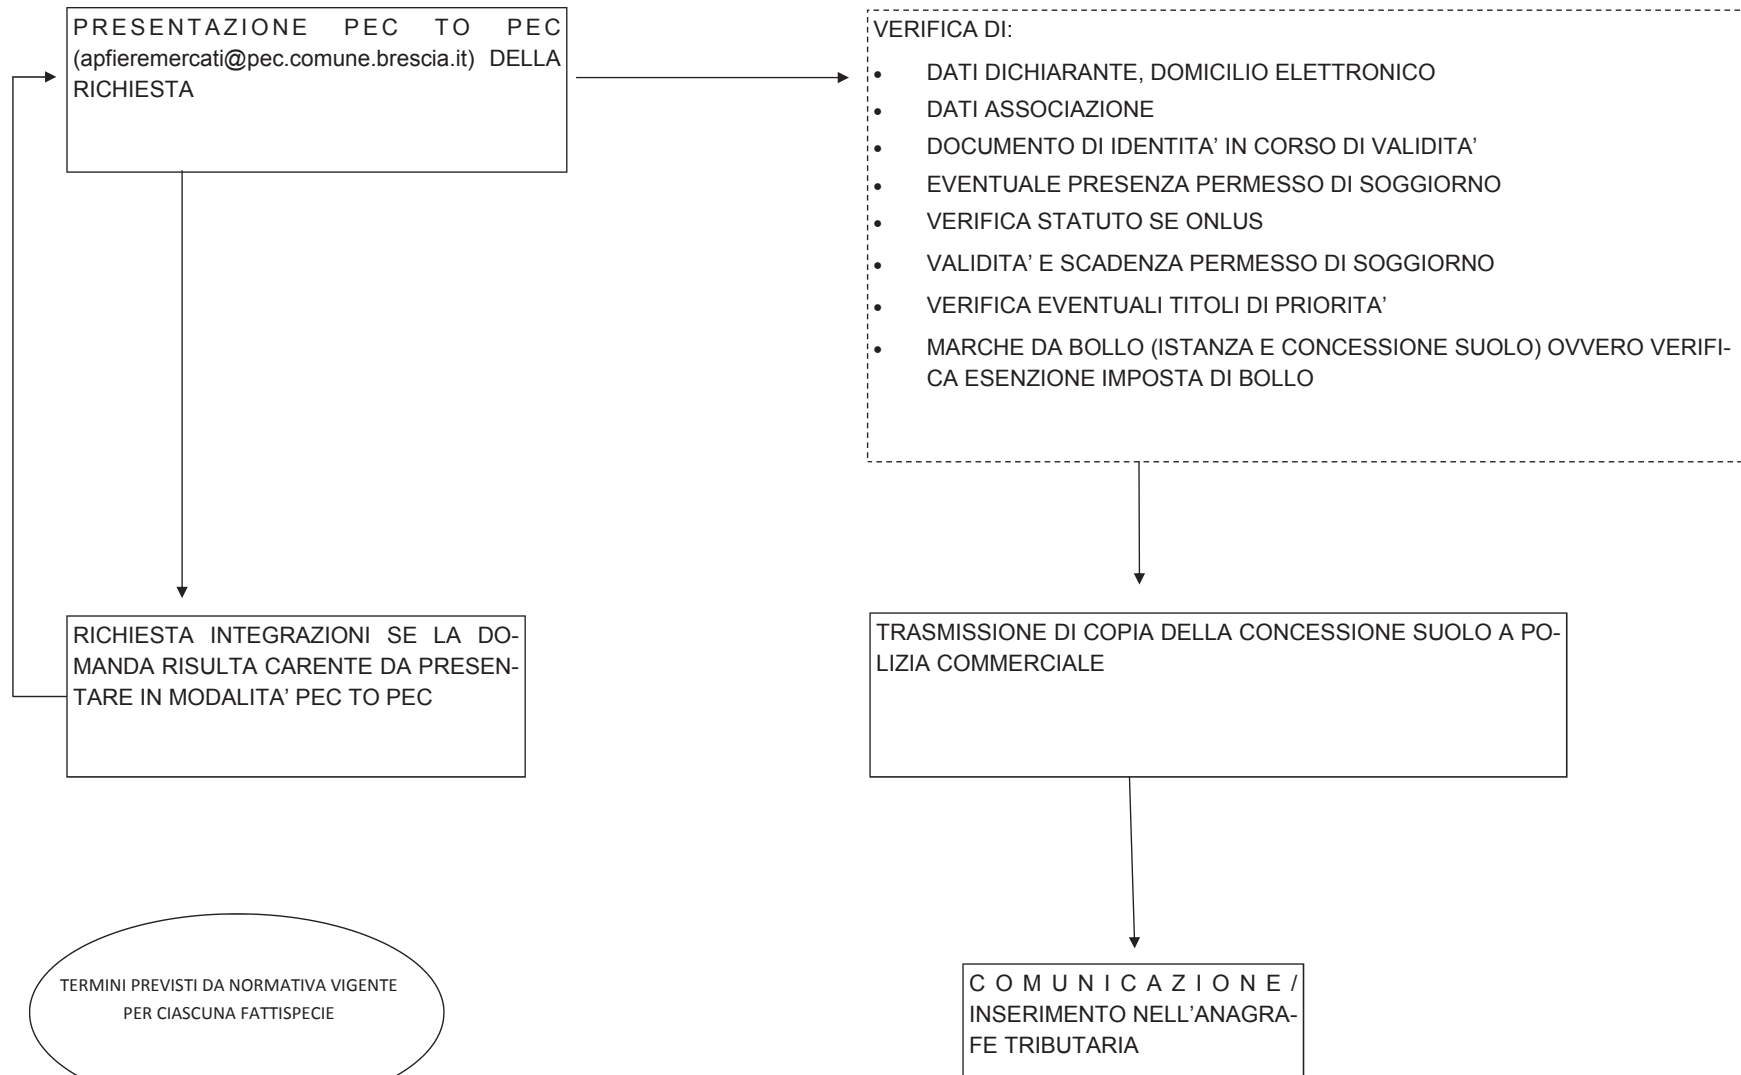 PRESENTAZIONE PEC TO PEC
(apfieremercati@pec.comune.brescia.it) DELLA
RICHIESTA
VERIFICA DI:
• DATI DICHIARANTE, DOMICILIO ELETTRONICO
• DATI ASSOCIAZIONE
• DOCUMENTO DI IDENTITA’ IN CORSO DI VALIDITA’
• EVENTUALE PRESENZA PERMESSO DI SOGGIORNO
• VERIFICA STATUTO SE ONLUS
• VALIDITA’ E SCADENZA PERMESSO DI SOGGIORNO
• VERIFICA EVENTUALI TITOLI DI PRIORITA’
• MARCHE DA BOLLO (ISTANZA E CONCESSIONE SUOLO) OVVERO VERIFI-
CA ESENZIONE IMPOSTA DI BOLLO
RICHIESTA INTEGRAZIONI SE LA DO-
MANDA RISULTA CARENTE DA PRESEN-
TARE IN MODALITA’ PEC TO PEC
TRASMISSIONE DI COPIA DELLA CONCESSIONE SUOLO A PO-
LIZIA COMMERCIALE
TERMINI PREVISTI DA NORMATIVA VIGENTE
PER CIASCUNA FATTISPECIE
COMUNICAZIONE/
INSERIMENTO NELL’ANAGRA-
FE TRIBUTARIA